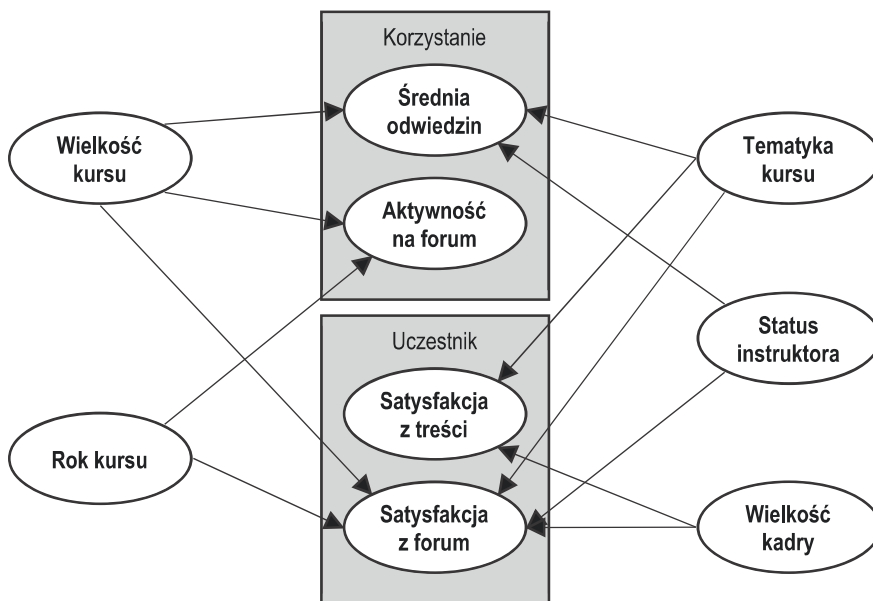 Korzystanie
Średnia
odwiedzin
Wielkość
kursu
Tematyka
kursu
Aktywność
na forum
Uczestnik
Status
instruktora
Satysfakcja
z treści
Rok kursu
Satysfakcja
z forum
Wielkość
kadry